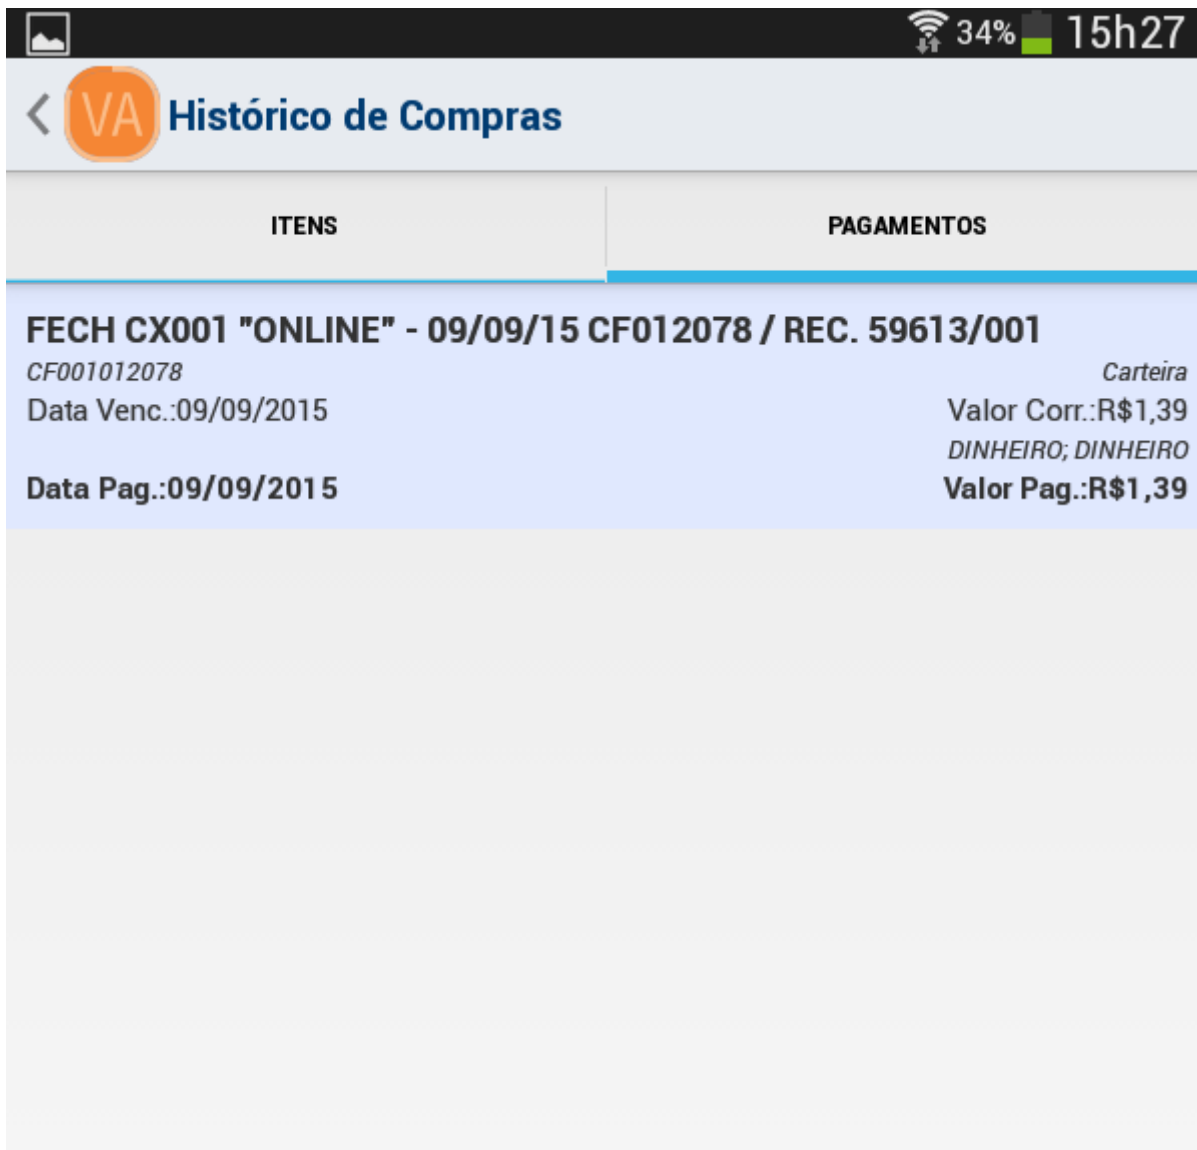 34% 15h27
VA Histórico de Compras
ITENS PAGAMENTOS
FECH CX001 "ONLINE" - 09/09/15 CF012078 / REC. 59613/001
CF001012078 Carteira
Data Venc.:09/09/2015 Valor Corr.:R$1,39
DINHEIRO; DINHEIRO
Data Pag.:09/09/2015 Valor Pag.:R$1,39